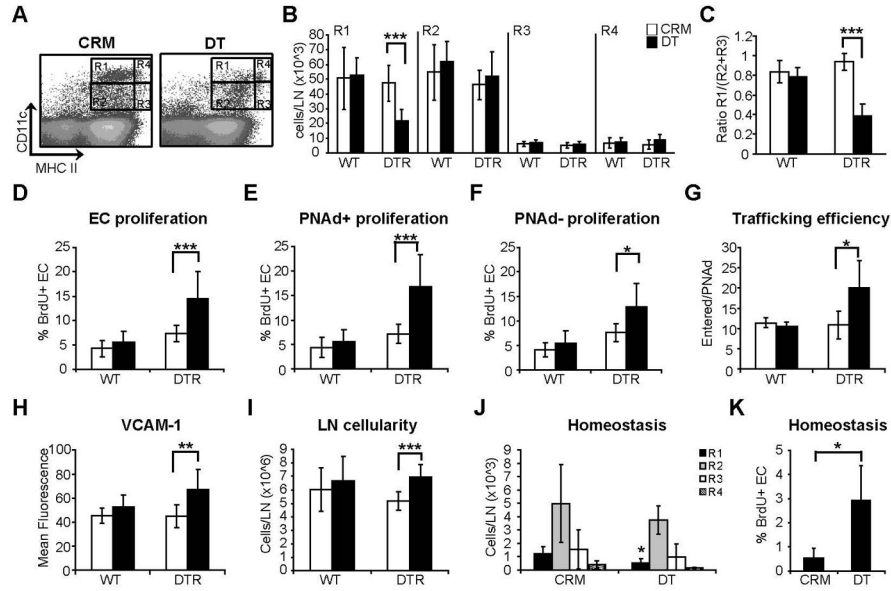 A
CRM
DT
R1
R4
R2
R3
R1
R4
R2
R3
CD11c
MHC II
B
R1
R2
R3
R4
CRM
DT
cells/LN (x10^3)
80
70
60
50
40
30
20
10
0
***
WT
DTR
WT
DTR
WT
DTR
WT
DTR
C
Ratio R1/(R2+R3)
1.2
1
0.8
0.6
0.4
0.2
0
***
WT
DTR
D
EC proliferation
% BrdU+ EC
25
20
15
10
5
0
***
WT
DTR
E
PNAd+ proliferation
% BrdU+ EC
25
20
15
10
5
0
***
WT
DTR
F
PNAd- proliferation
% BrdU+ EC
25
20
15
10
5
0
*
WT
DTR
G
Trafficking efficiency
Entered/PNAd
30
25
20
15
10
5
0
*
WT
DTR
H
VCAM-1
Mean Fluorescence
100
80
60
40
20
0
**
WT
DTR
I
LN cellularity
Cells/LN (x10^6)
9
8
7
6
5
4
3
2
1
0
***
WT
DTR
J
Homeostasis
Cells/LN (x10^3)
9
8
7
6
5
4
3
2
1
0
R1
R2
R3
R4
*
CRM
DT
K
Homeostasis
% BrdU+ EC
5
4
3
2
1
0
*
CRM
DT